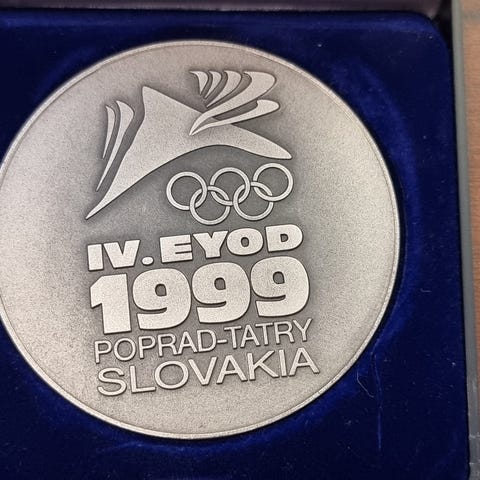 IV. EYOD
1999
POPRAD-TATRY
SLOVAKIA